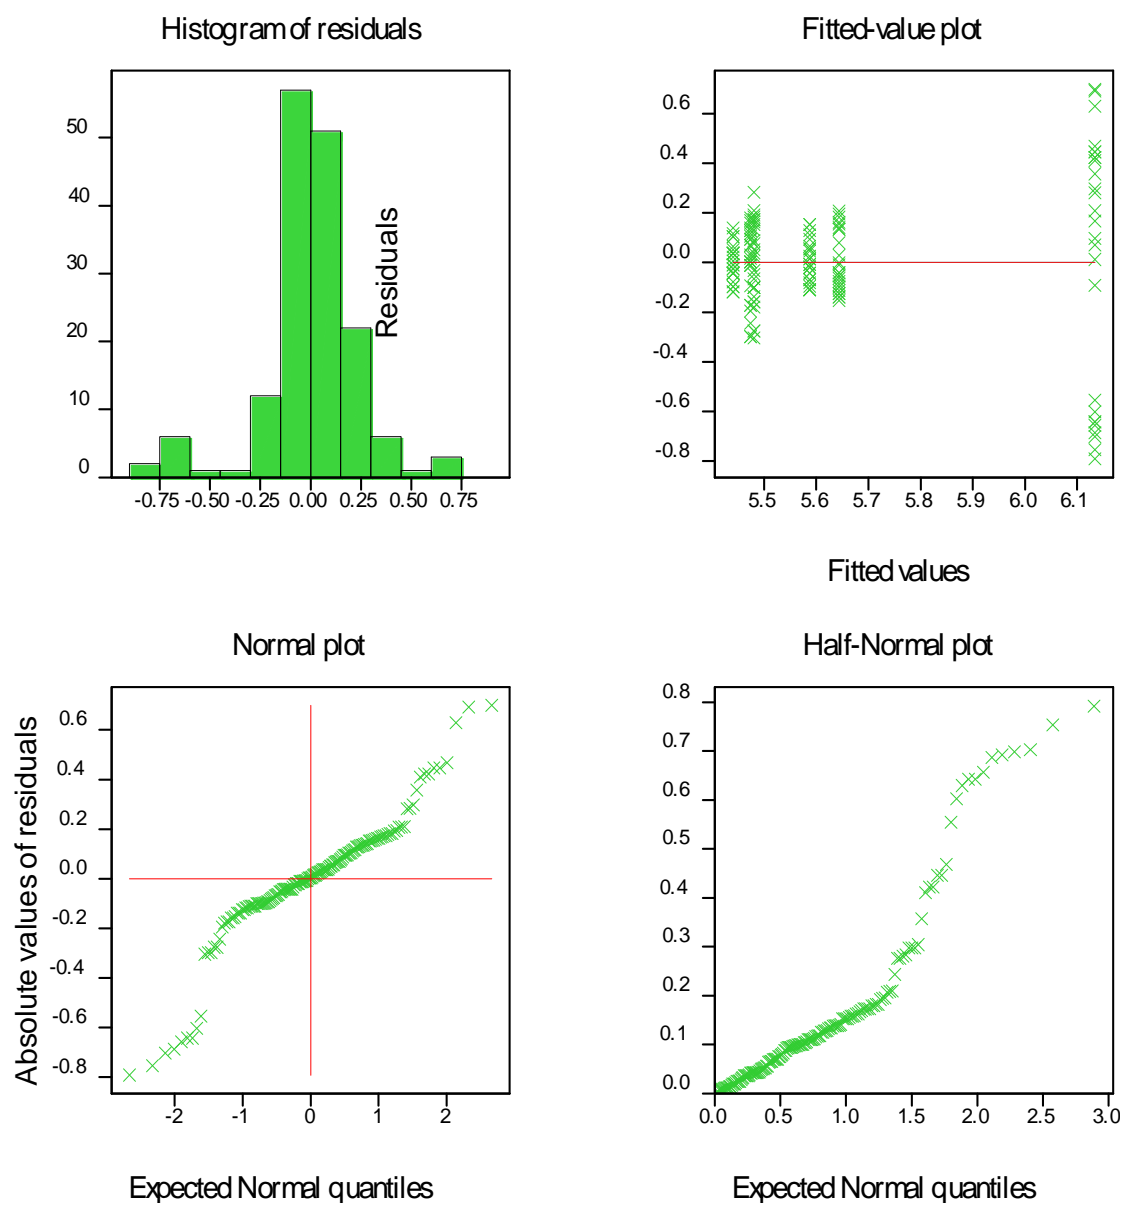 Histogram of residuals
50
40
30
20
10
0
-0.75 -0.50 -0.25 0.00 0.25 0.50 0.75
Residuals
Fitted-value plot
0.6
0.4
0.2
0.0
-0.2
-0.4
-0.6
-0.8
5.5 5.6 5.7 5.8 5.9 6.0 6.1
Fitted values
Normal plot
Absolute values of residuals
0.6
0.4
0.2
0.0
-0.2
-0.4
-0.6
-0.8
-2 -1 0 1 2
Expected Normal quantiles
Half-Normal plot
0.8
0.7
0.6
0.5
0.4
0.3
0.2
0.1
0.0
0.0 0.5 1.0 1.5 2.0 2.5 3.0
Expected Normal quantiles